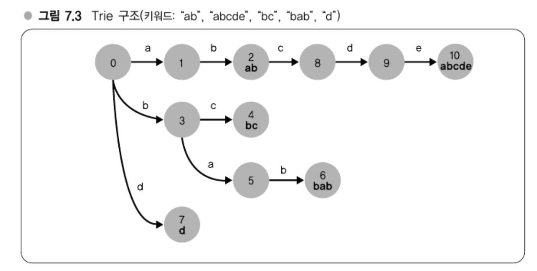 ● 그림 7.3 Trie 구조(키워드: “ab”, “abcde”, “bc”, “bab”, “d”)
0 a 1 b 2 c 8 d 9 e 10
ab abcde
b 3 c 4
bc
a 5 b 6
bab
d 7
d